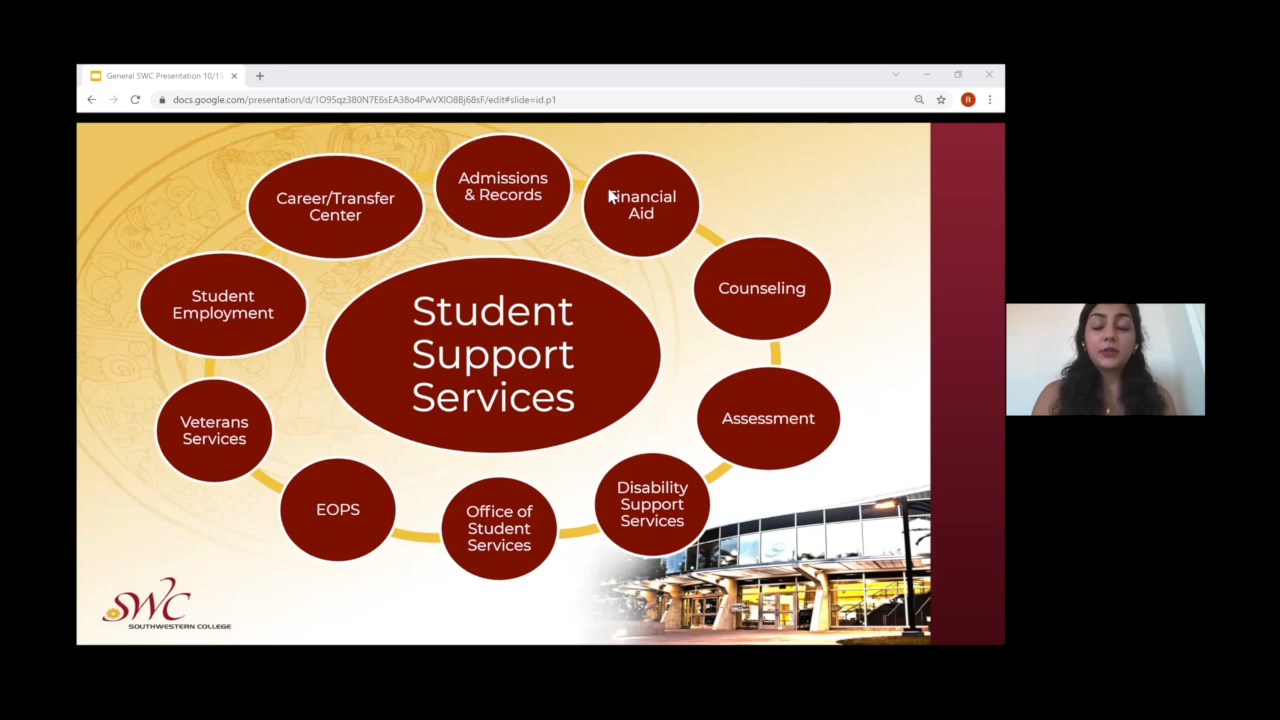 General SWC Presentation 10/15
docs.google.com/presentation/d/1O95qz380N7E6sEA38o4PwVXlO8Bj68sF/edit#slide=id.p1
R
Admissions
& Records
Career/Transfer
Center
Financial
Aid
Student
Employment
Counseling
Student
Support
Services
Veterans
Services
Assessment
EOPS
Office of
Student
Services
Disability
Support
Services
SWC
SOUTHWESTERN COLLEGE